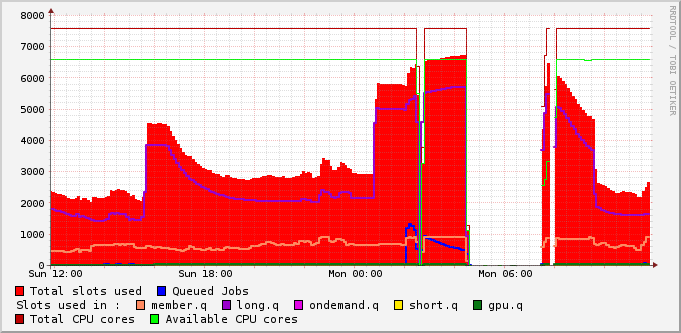 8000
7000
6000
5000
4000
3000
2000
1000
0
Sun 12:00 Sun 18:00 Mon 00:00 Mon 06:00
Total slots used Queued Jobs
Slots used in : member.q long.q ondemand.q short.q gpu.q
Total CPU cores Available CPU cores
RRDTOOL / TOBI OETIKER